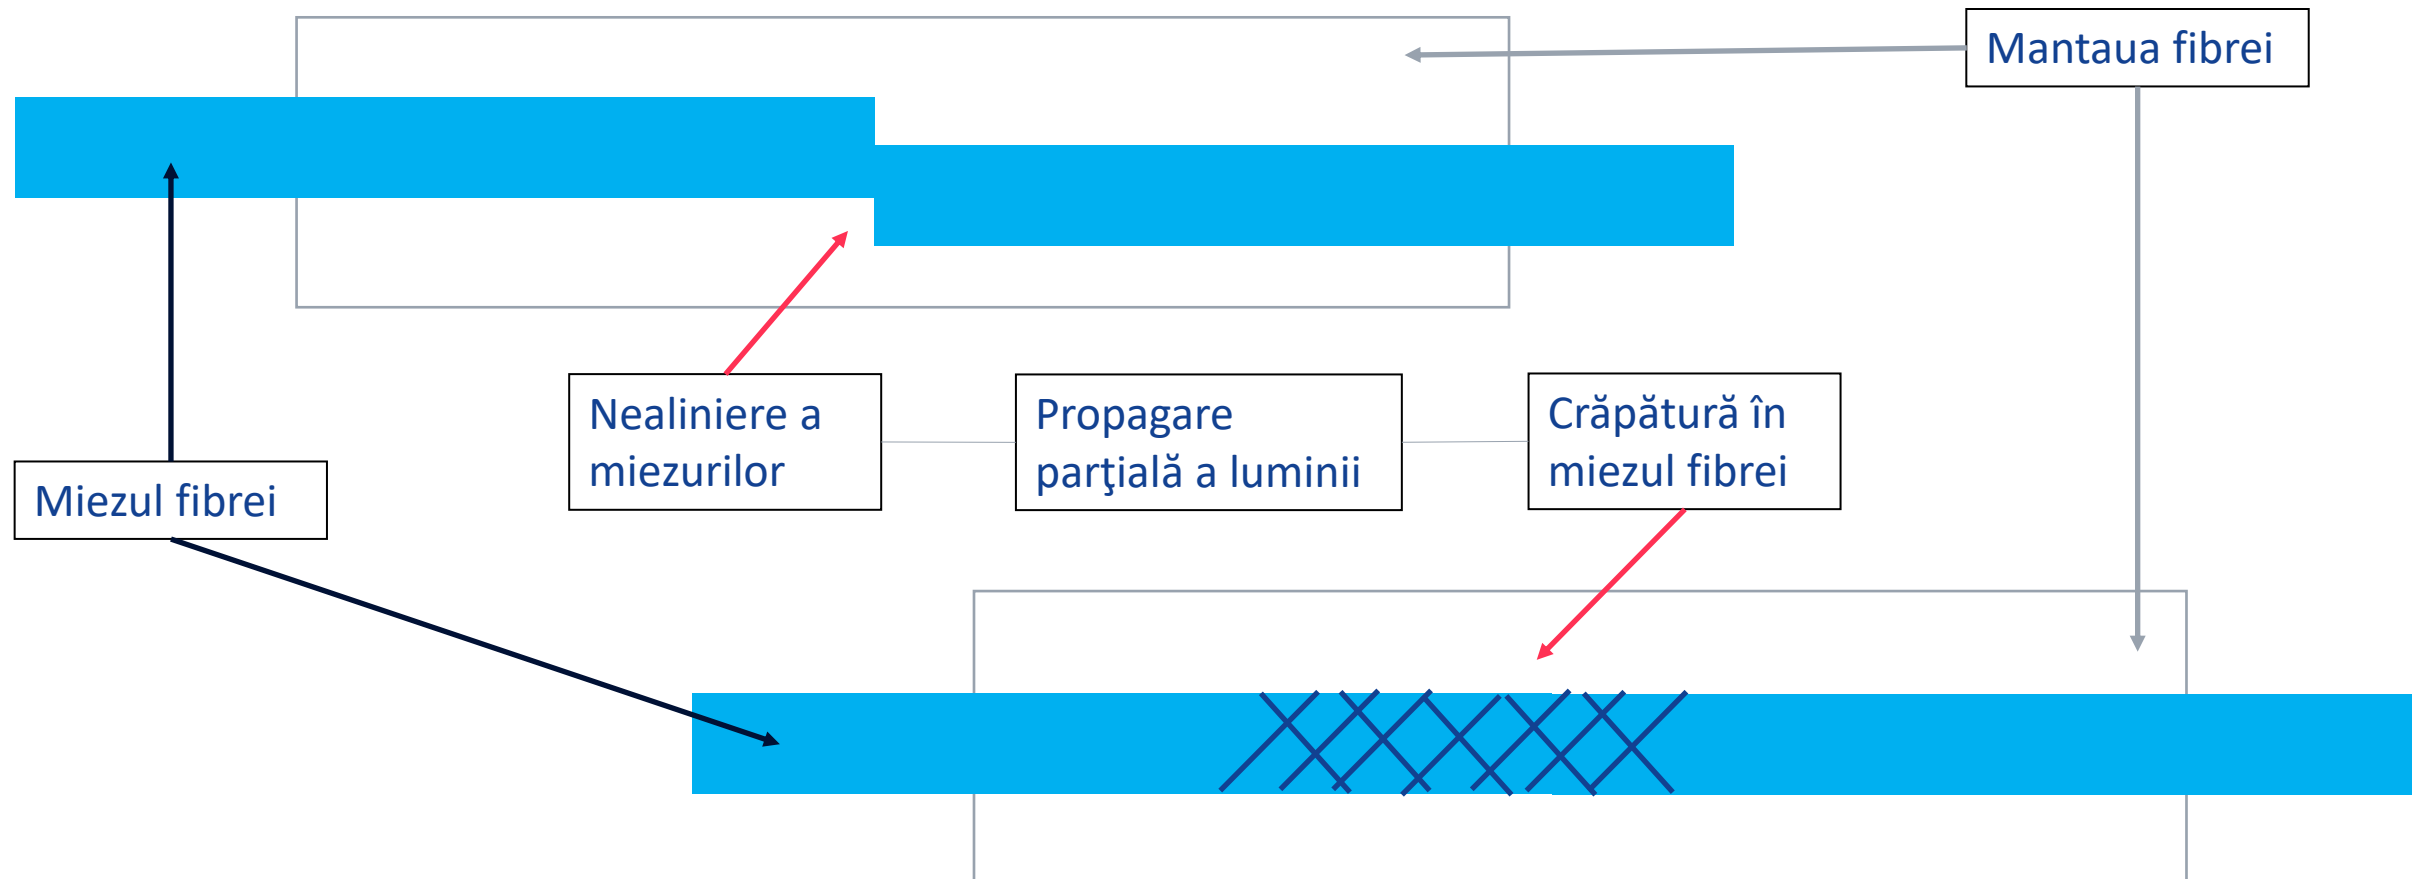 Mantaua fibrei
Nealiniere a
miezurilor
Propagare
parţială a luminii
Crăpătură în
miezul fibrei
Miezul fibrei